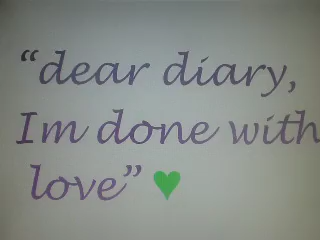 “dear diary,
Im done with
love” ♥